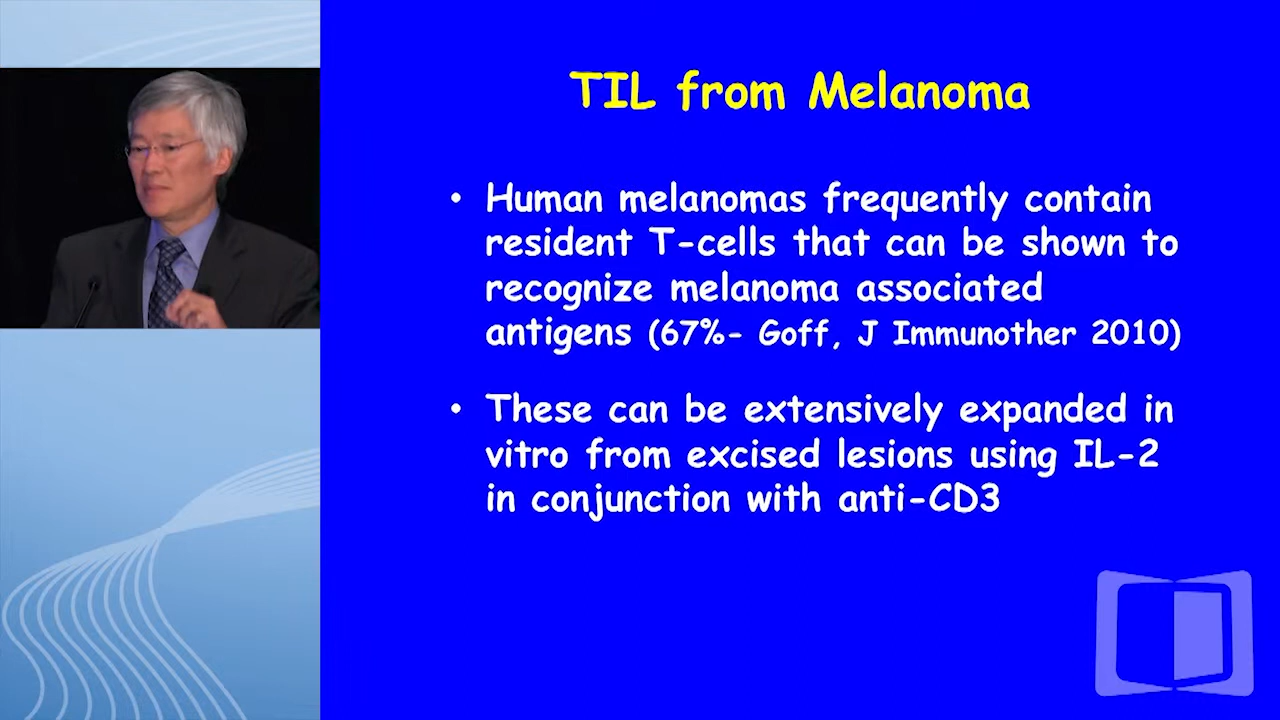 TIL from Melanoma
• Human melanomas frequently contain
resident T-cells that can be shown to
recognize melanoma associated
antigens (67%- Goff, J Immunother 2010)
• These can be extensively expanded in
vitro from excised lesions using IL-2
in conjunction with anti-CD3